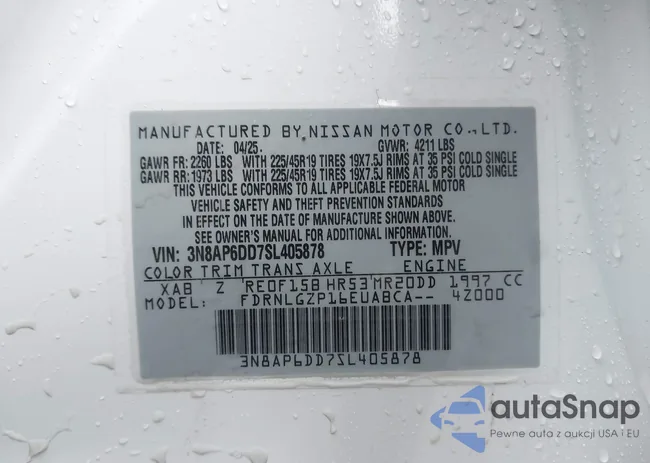 MANUFACTURED BY NISSAN MOTOR CO., LTD.
DATE: 04/25. GVWR: 4211 LBS
GAWR FR: 2260 LBS WITH 225/45R19 TIRES 19X7.5J RIMS AT 35 PSI COLD SINGLE
GAWR RR: 1973 LBS WITH 225/45R19 TIRES 19X7.5J RIMS AT 35 PSI COLD SINGLE
THIS VEHICLE CONFORMS TO ALL APPLICABLE FEDERAL MOTOR
VEHICLE SAFETY AND THEFT PREVENTION STANDARDS
IN EFFECT ON THE DATE OF MANUFACTURE SHOWN ABOVE.
SEE OWNER'S MANUAL FOR ADDITIONAL INFORMATION.
VIN: 3N8AP6DD7SL405878 TYPE: MPV
COLOR TRIM TRANS AXLE ENGINE
XAB Z RE0F15B HR53 MR20DD 1997 CC
MODEL: FDRNLGZP16EUABCA-- 4Z000
3N8AP6DD7SL405878
autaSnap
Pewne auta z aukcji USA i EU